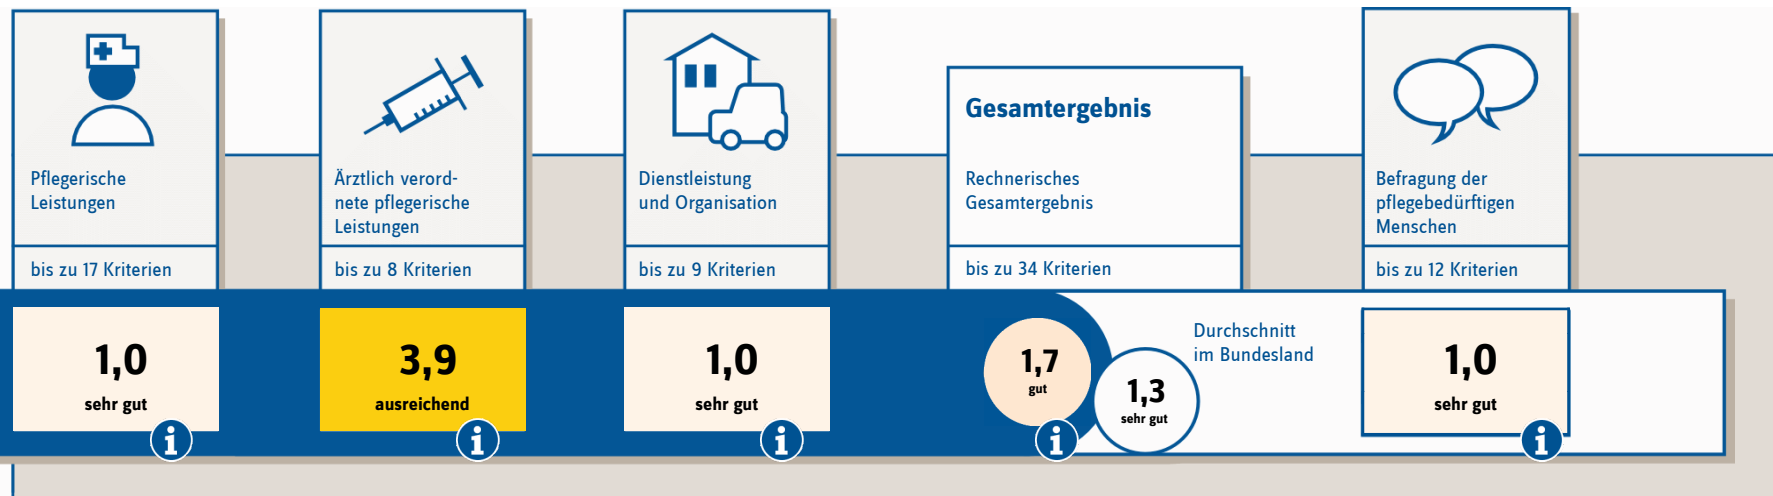 Pflegerische
Leistungen
bis zu 17 Kriterien
1,0
sehr gut
i
Ärztlich verord-
nete pflegerische
Leistungen
bis zu 8 Kriterien
3,9
ausreichend
i
Dienstleistung
und Organisation
bis zu 9 Kriterien
1,0
sehr gut
i
Gesamtergebnis
Rechnerisches
Gesamtergebnis
bis zu 34 Kriterien
1,7
gut
i
Durchschnitt
im Bundesland
1,3
sehr gut
Befragung der
pflegebedürftigen
Menschen
bis zu 12 Kriterien
1,0
sehr gut
i